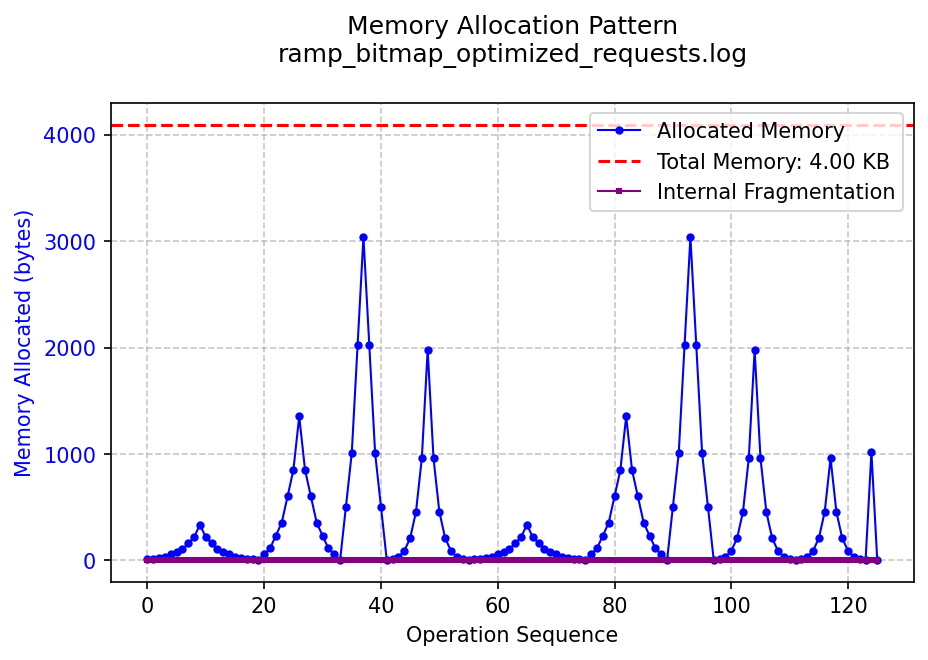 Memory Allocation Pattern
ramp_bitmap_optimized_requests.log
Allocated Memory
Total Memory: 4.00 KB
Internal Fragmentation
Memory Allocated (bytes)
4000
3000
2000
1000
0
0 20 40 60 80 100 120
Operation Sequence